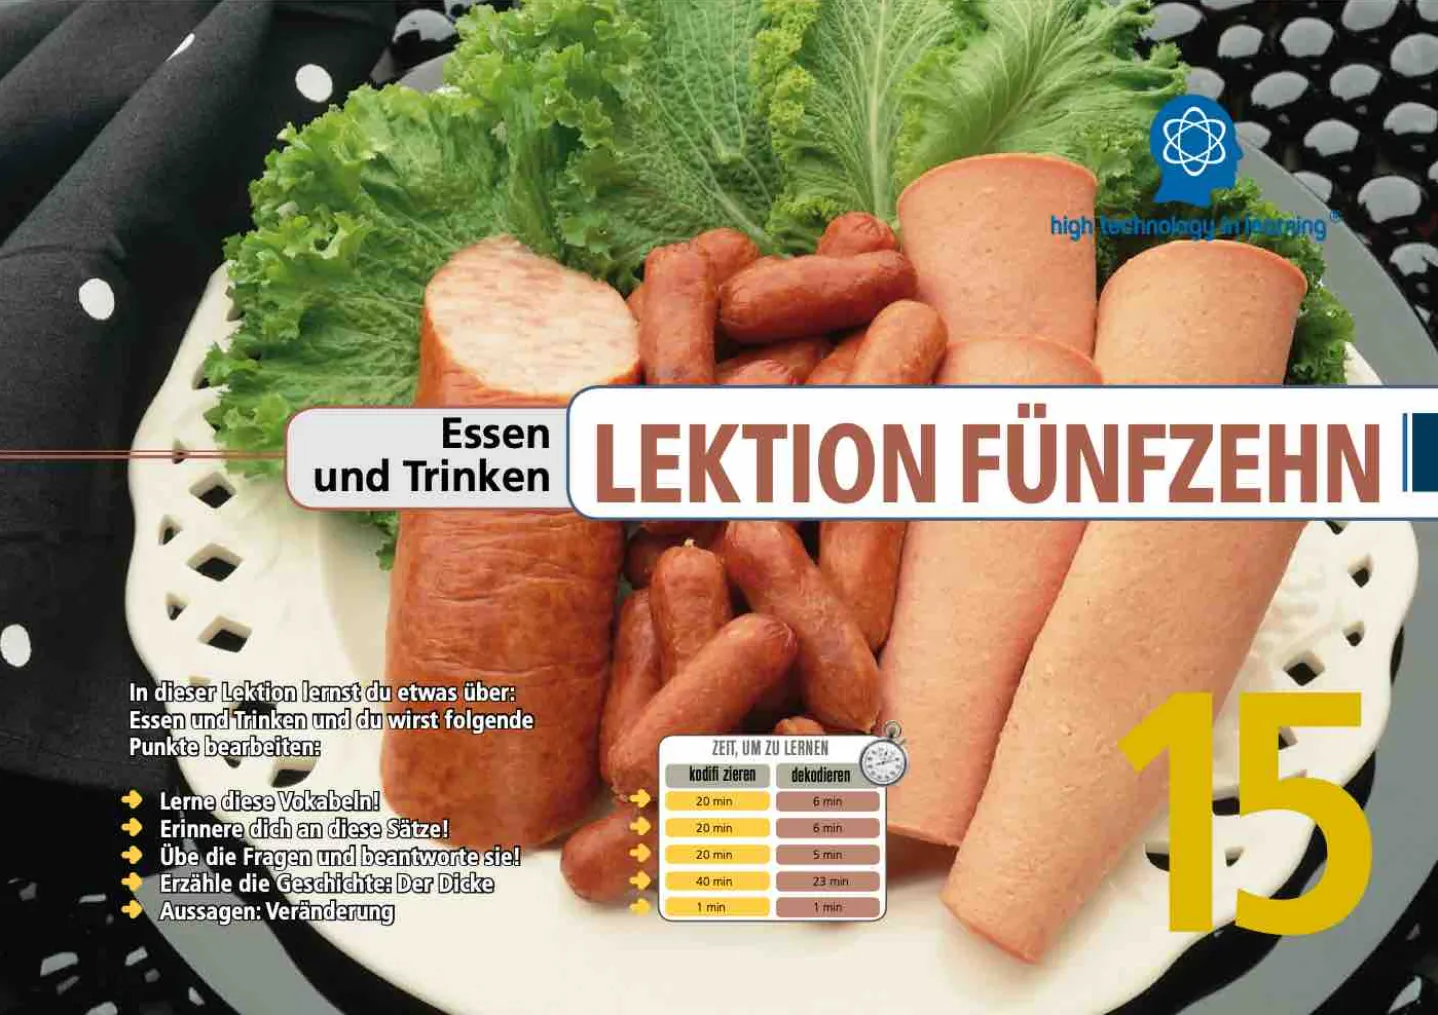 high technology in learning®
Essen
und Trinken
LEKTION FÜNFZEHN
In dieser Lektion lernst du etwas über:
Essen und Trinken und du wirst folgende
Punkte bearbeiten:
Lerne diese Vokabeln!
Erinnere dich an diese Sätze!
Übe die Fragen und beantworte sie!
Erzähle die Geschichte: Der Dicke
Aussagen: Veränderung
ZEIT, UM ZU LERNEN
kodifi zieren dekodieren
20 min 6 min
20 min 6 min
20 min 5 min
40 min 23 min
1 min 1 min
15